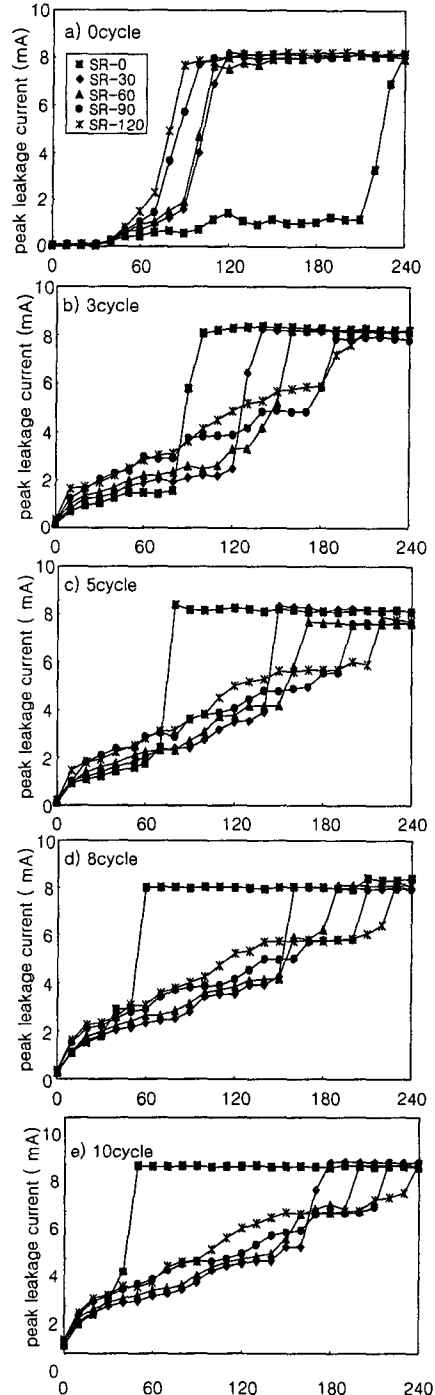 a) 0cycle
SR-0
SR-30
SR-60
SR-90
SR-120
peak leakage current (mA)
10
8
6
4
2
0
0 60 120 180 240
b) 3cycle
peak leakage current (mA)
10
8
6
4
2
0
0 60 120 180 240
c) 5cycle
peak leakage current ( mA)
10
8
6
4
2
0
0 60 120 180 240
d) 8cycle
peak leakage current ( mA)
10
8
6
4
2
0
0 60 120 180 240
e) 10cycle
peak leakage current ( mA)
10
8
6
4
2
0
0 60 120 180 240